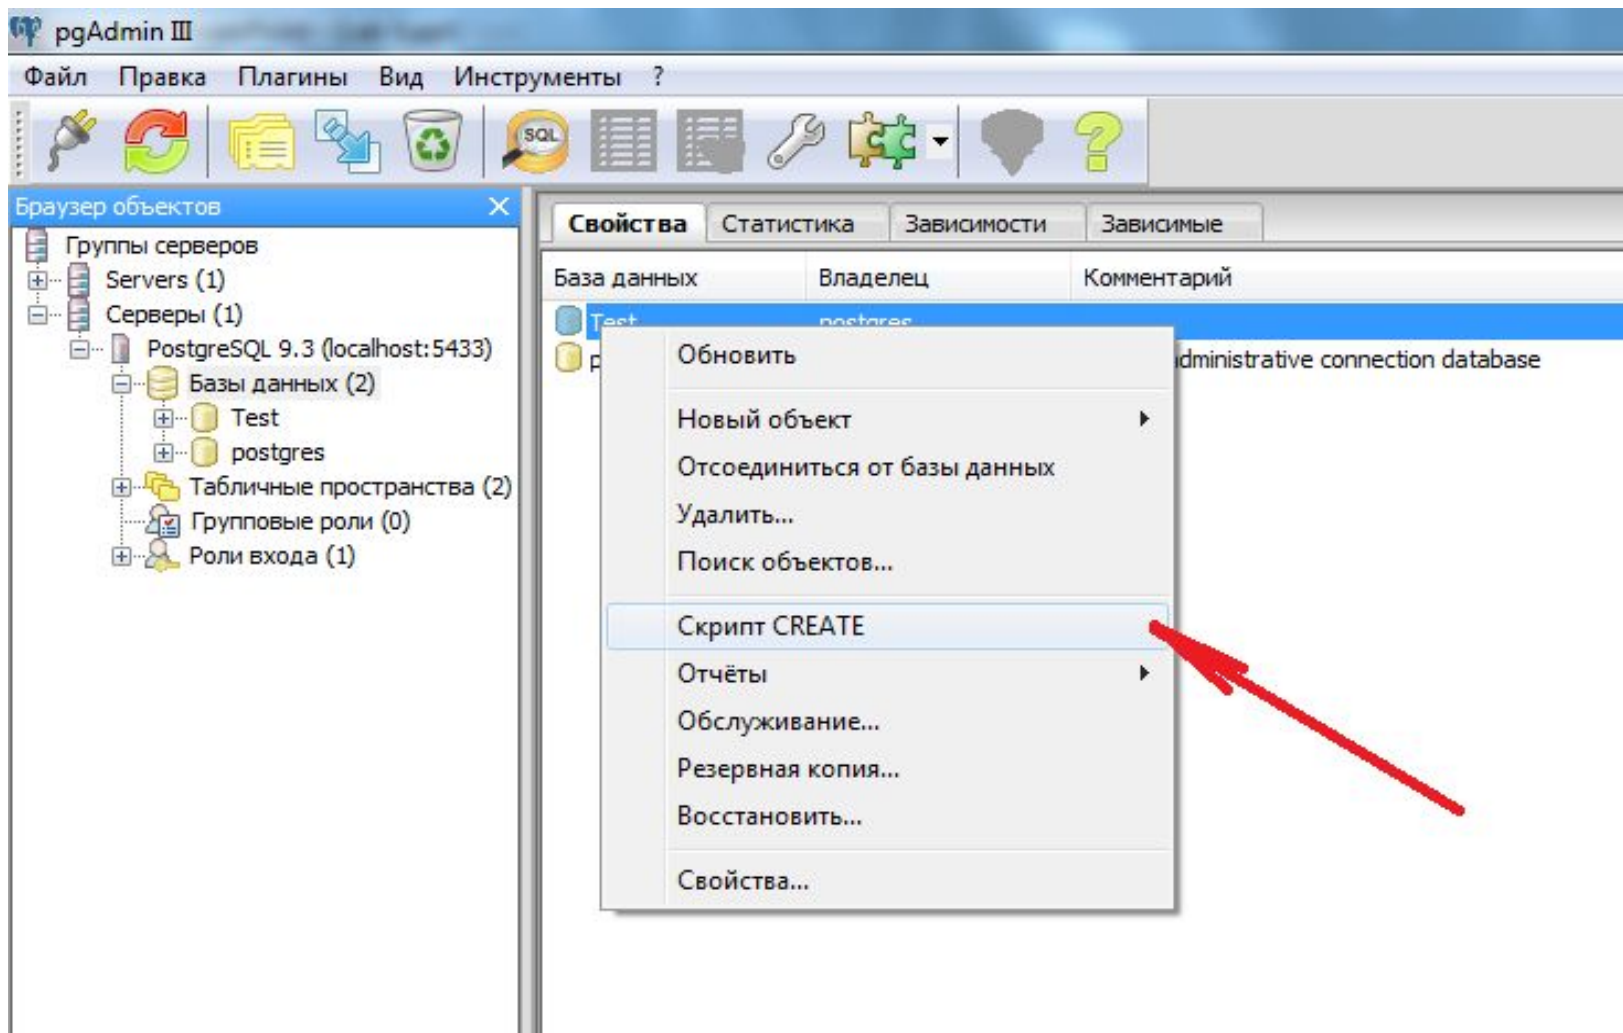 pgAdmin III
Файл Правка Плагины Вид Инструменты ?
SQL
Браузер объектов
Группы серверов
Servers (1)
Серверы (1)
PostgreSQL 9.3 (localhost:5433)
Базы данных (2)
Test
postgres
Табличные пространства (2)
Групповые роли (0)
Роли входа (1)
Свойства Статистика Зависимости Зависимые
База данных Владелец Комментарий
Test postgres
p dministrative connection database
Обновить
Новый объект
Отсоединиться от базы данных
Удалить...
Поиск объектов...
Скрипт CREATE
Отчёты
Обслуживание...
Резервная копия...
Восстановить...
Свойства...